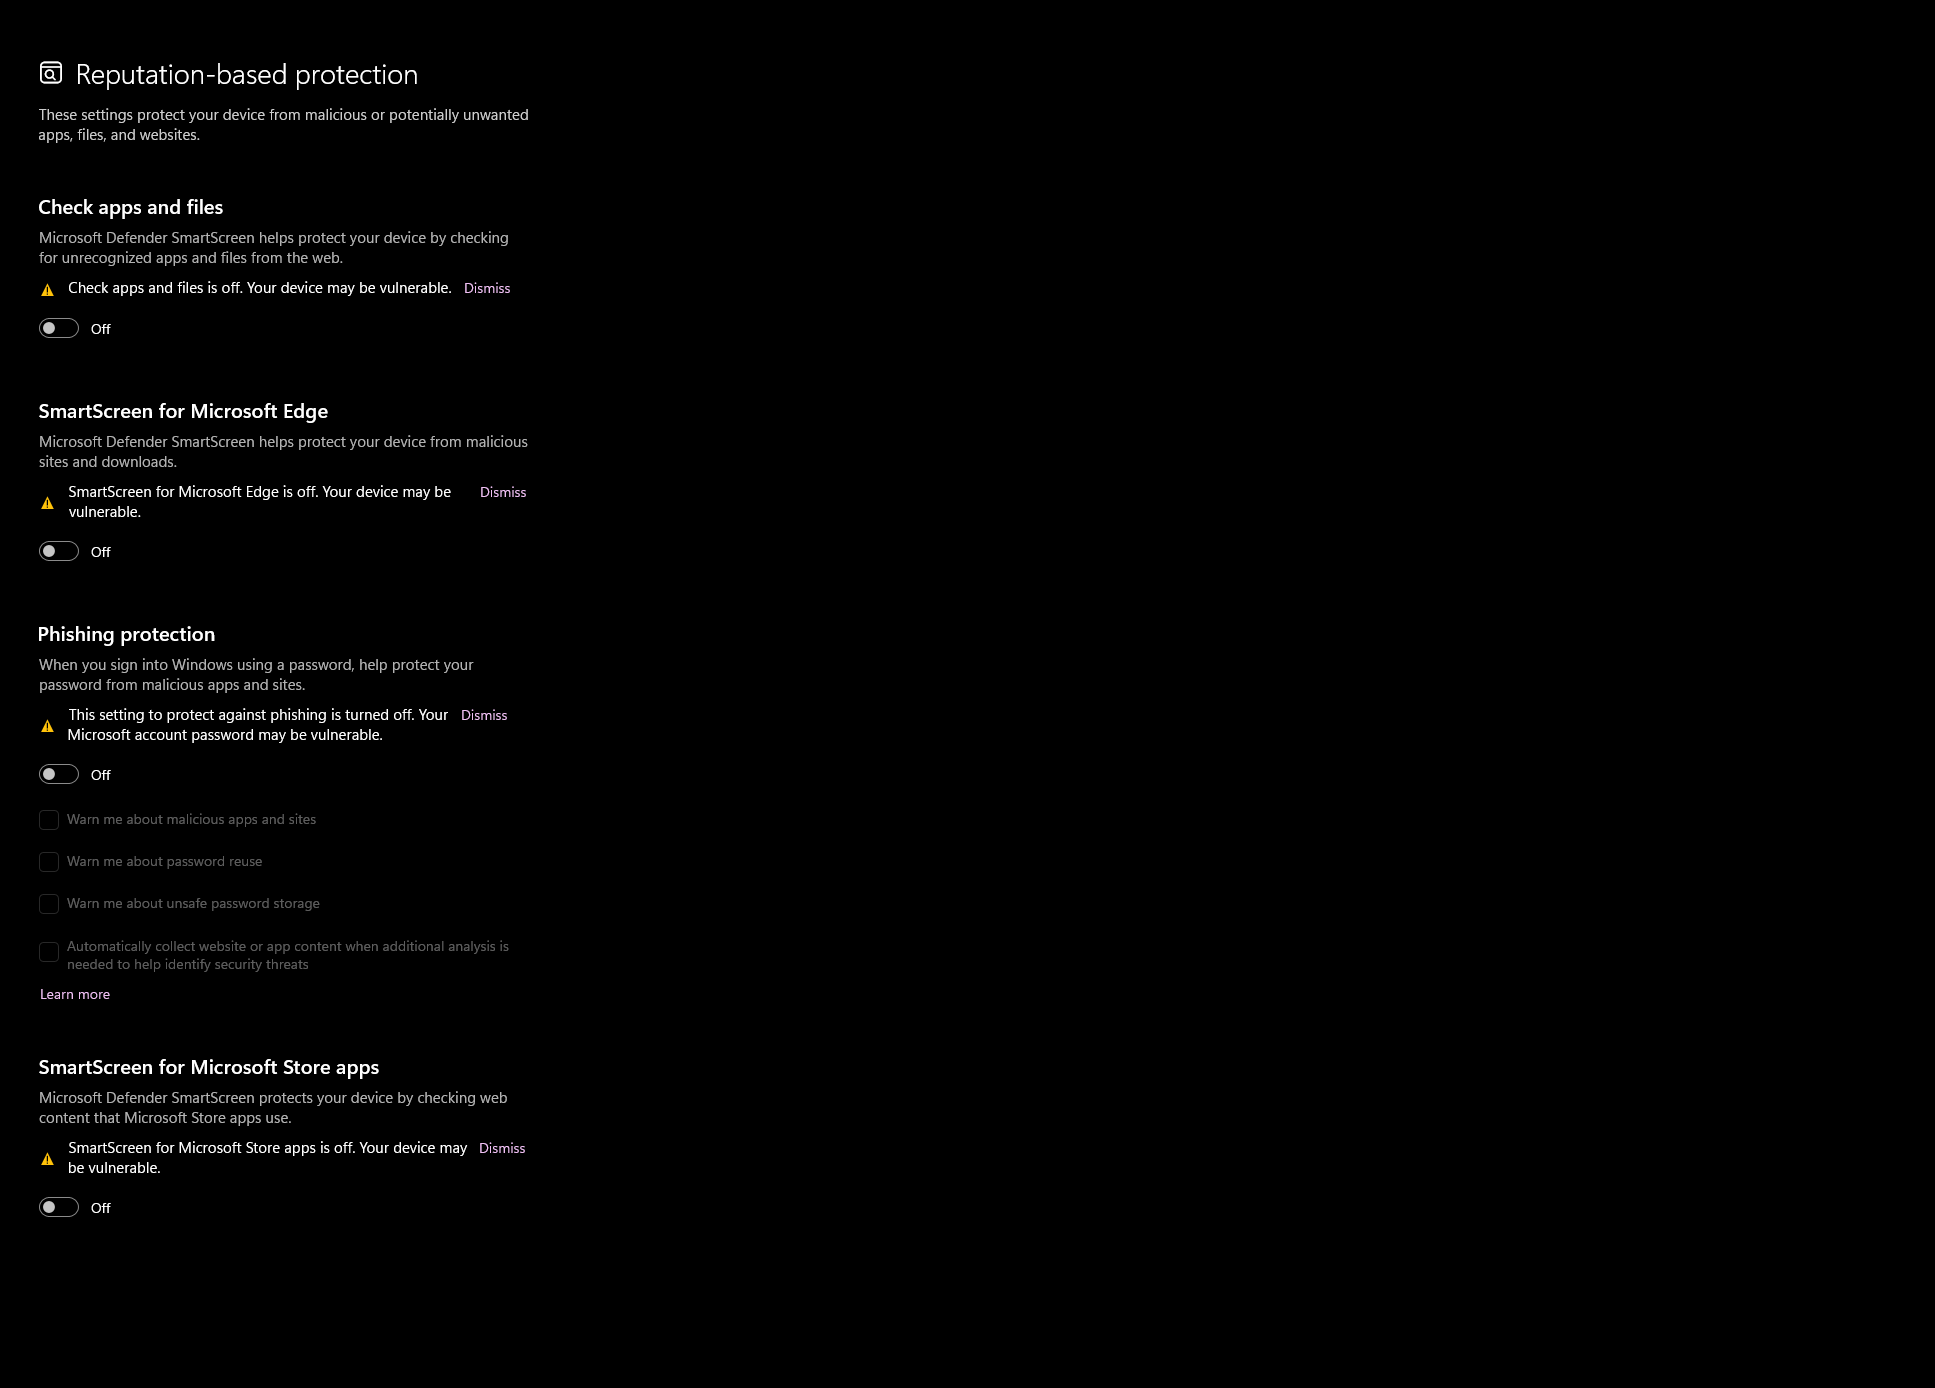 Reputation-based protection
These settings protect your device from malicious or potentially unwanted
apps, files, and websites.
Check apps and files
Microsoft Defender SmartScreen helps protect your device by checking
for unrecognized apps and files from the web.
Check apps and files is off. Your device may be vulnerable. Dismiss
Off
SmartScreen for Microsoft Edge
Microsoft Defender SmartScreen helps protect your device from malicious
sites and downloads.
SmartScreen for Microsoft Edge is off. Your device may be Dismiss
vulnerable.
Off
Phishing protection
When you sign into Windows using a password, help protect your
password from malicious apps and sites.
This setting to protect against phishing is turned off. Your Dismiss
Microsoft account password may be vulnerable.
Off
Warn me about malicious apps and sites
Warn me about password reuse
Warn me about unsafe password storage
Automatically collect website or app content when additional analysis is
needed to help identify security threats
Learn more
SmartScreen for Microsoft Store apps
Microsoft Defender SmartScreen protects your device by checking web
content that Microsoft Store apps use.
SmartScreen for Microsoft Store apps is off. Your device may Dismiss
be vulnerable.
Off